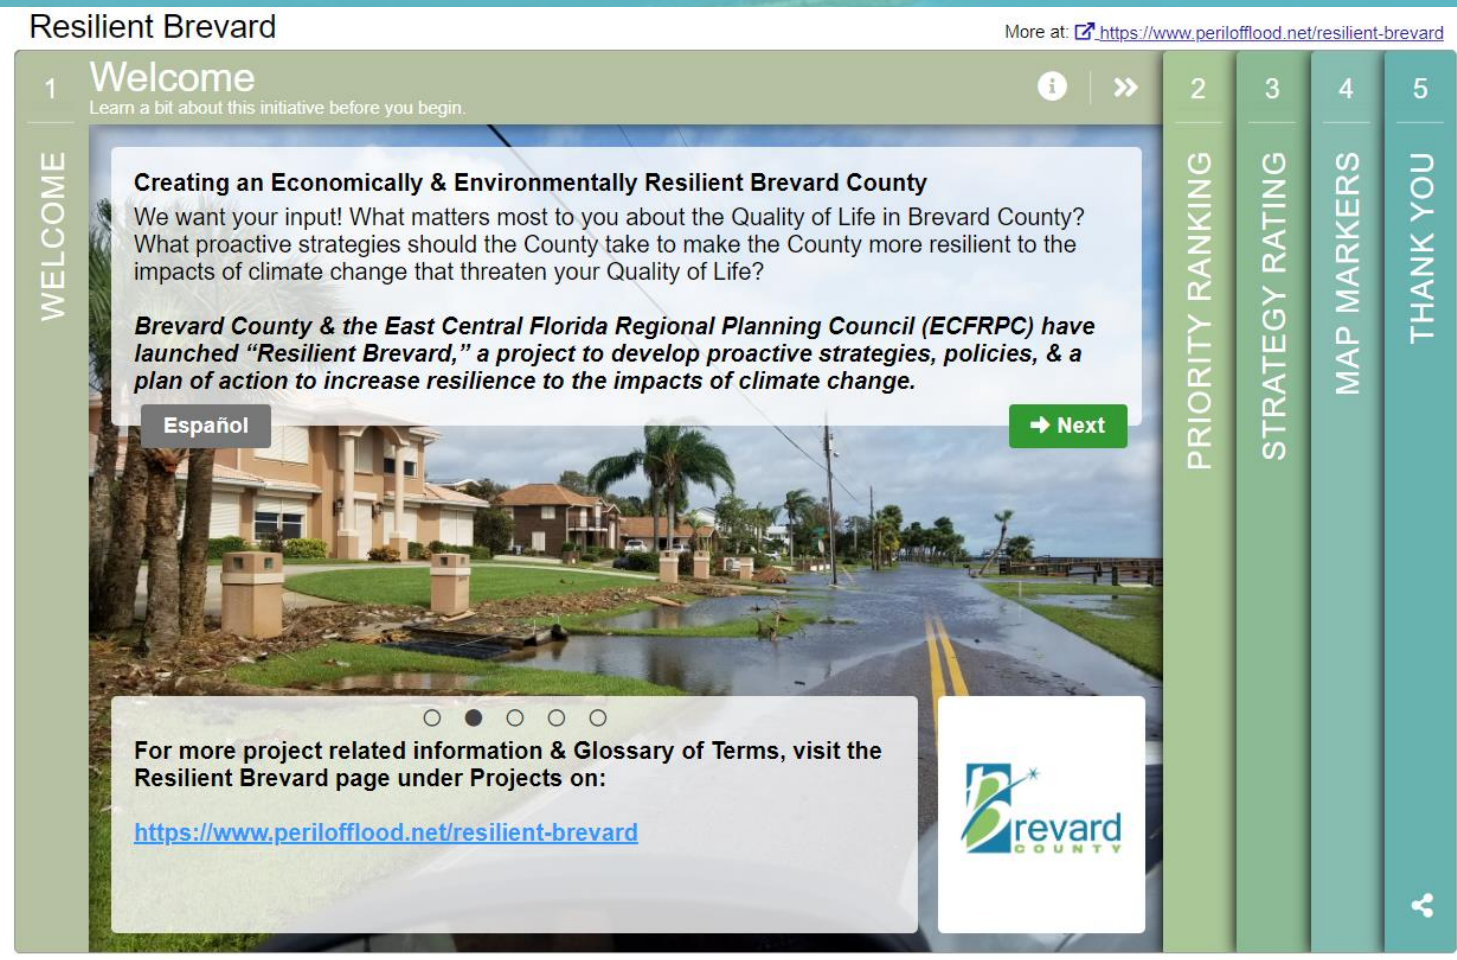 Resilient Brevard
More at: https://www.perilofflood.net/resilient-brevard
1
Welcome
Learn a bit about this initiative before you begin.
WELCOME
Creating an Economically & Environmentally Resilient Brevard County
We want your input! What matters most to you about the Quality of Life in Brevard County?
What proactive strategies should the County take to make the County more resilient to the
impacts of climate change that threaten your Quality of Life?
Brevard County & the East Central Florida Regional Planning Council (ECFRPC) have
launched “Resilient Brevard,” a project to develop proactive strategies, policies, & a
plan of action to increase resilience to the impacts of climate change.
Español
Next
For more project related information & Glossary of Terms, visit the
Resilient Brevard page under Projects on:
https://www.perilofflood.net/resilient-brevard
Brevard
COUNTY
2
PRIORITY RANKING
3
STRATEGY RATING
4
MAP MARKERS
5
THANK YOU